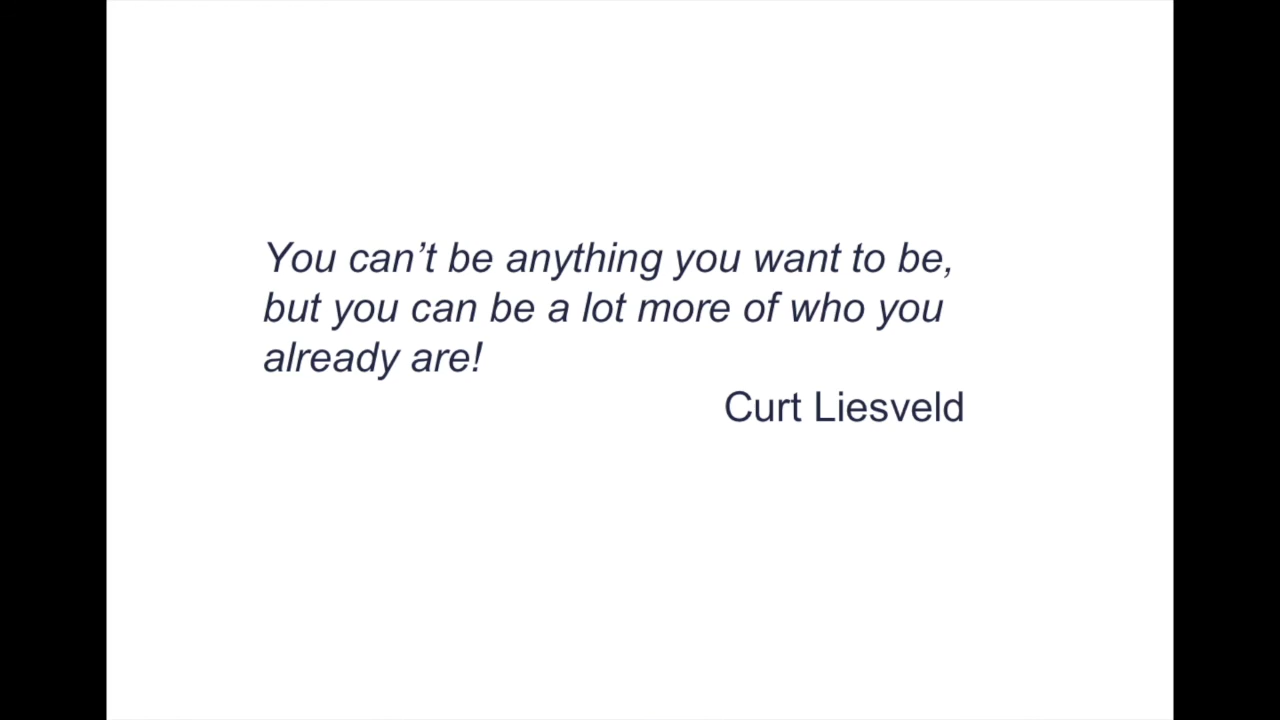 You can’t be anything you want to be,
but you can be a lot more of who you
already are!
Curt Liesveld